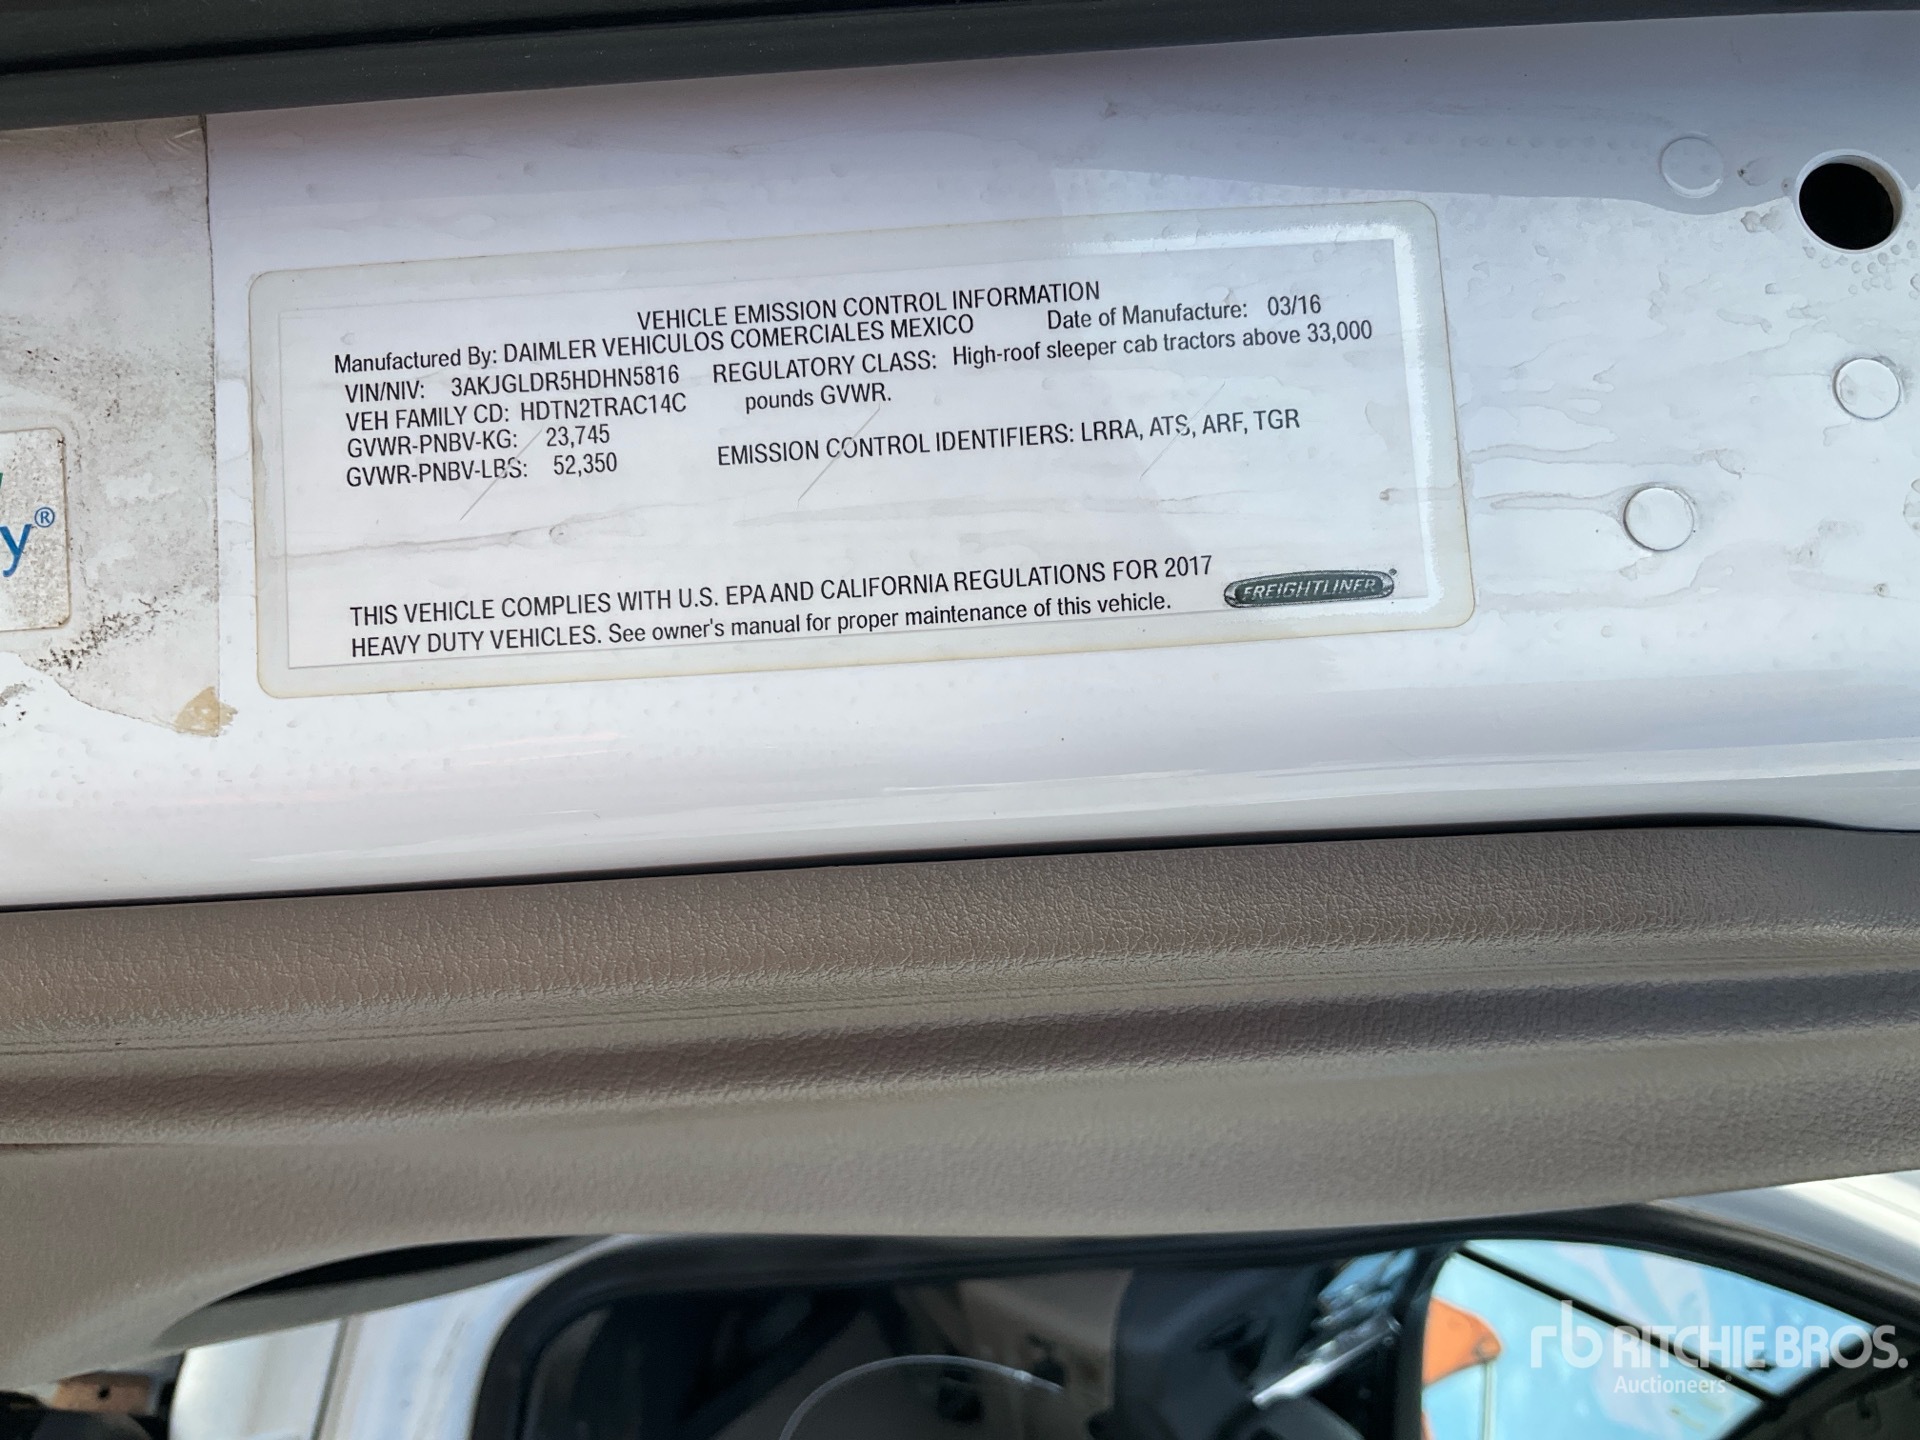 VEHICLE EMISSION CONTROL INFORMATION
Manufactured By: DAIMLER VEHICULOS COMERCIALES MEXICO Date of Manufacture: 03/16
VIN/NIV: 3AKJGLDR5HDHN5816 REGULATORY CLASS: High-roof sleeper cab tractors above 33,000
VEH FAMILY CD: HDTN2TRAC14C pounds GVWR.
GVWR-PNBV-KG: 23,745
GVWR-PNBV-LBS: 52,350 EMISSION CONTROL IDENTIFIERS: LRRA, ATS, ARF, TGR
y®
THIS VEHICLE COMPLIES WITH U.S. EPA AND CALIFORNIA REGULATIONS FOR 2017
HEAVY DUTY VEHICLES. See owner's manual for proper maintenance of this vehicle.
FREIGHTLINER
rb RITCHIE BROS.
Auctioneers